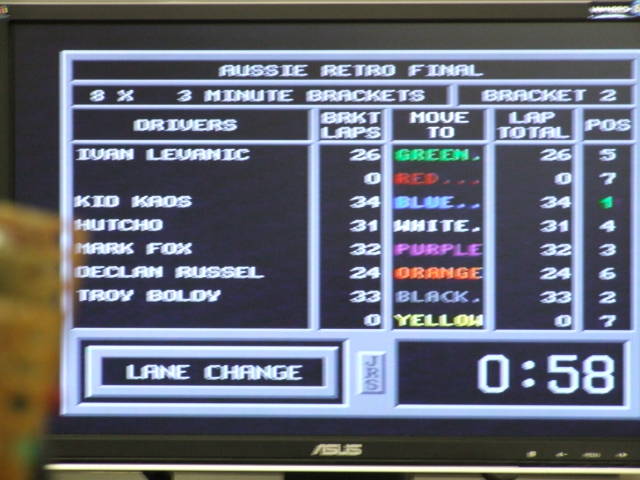 AUSSIE RETRO FINAL
8 X 3 MINUTE BRACKETS BRACKET 2
DRIVERS BRKT LAPS MOVE TO LAP TOTAL POS
IVAN LEVANIC 26 GREEN. 26 5
0 RED... 0 7
KID KAOS 34 BLUE.. 34 1
HUTCHO 31 WHITE. 31 4
MARK FOX 32 PURPLE 32 3
DECLAN RUSSEL 24 ORANGE 24 6
TROY BOLDY 33 BLACK. 33 2
0 YELLOW 0 7
LANE CHANGE JRS 0:58
ASUS